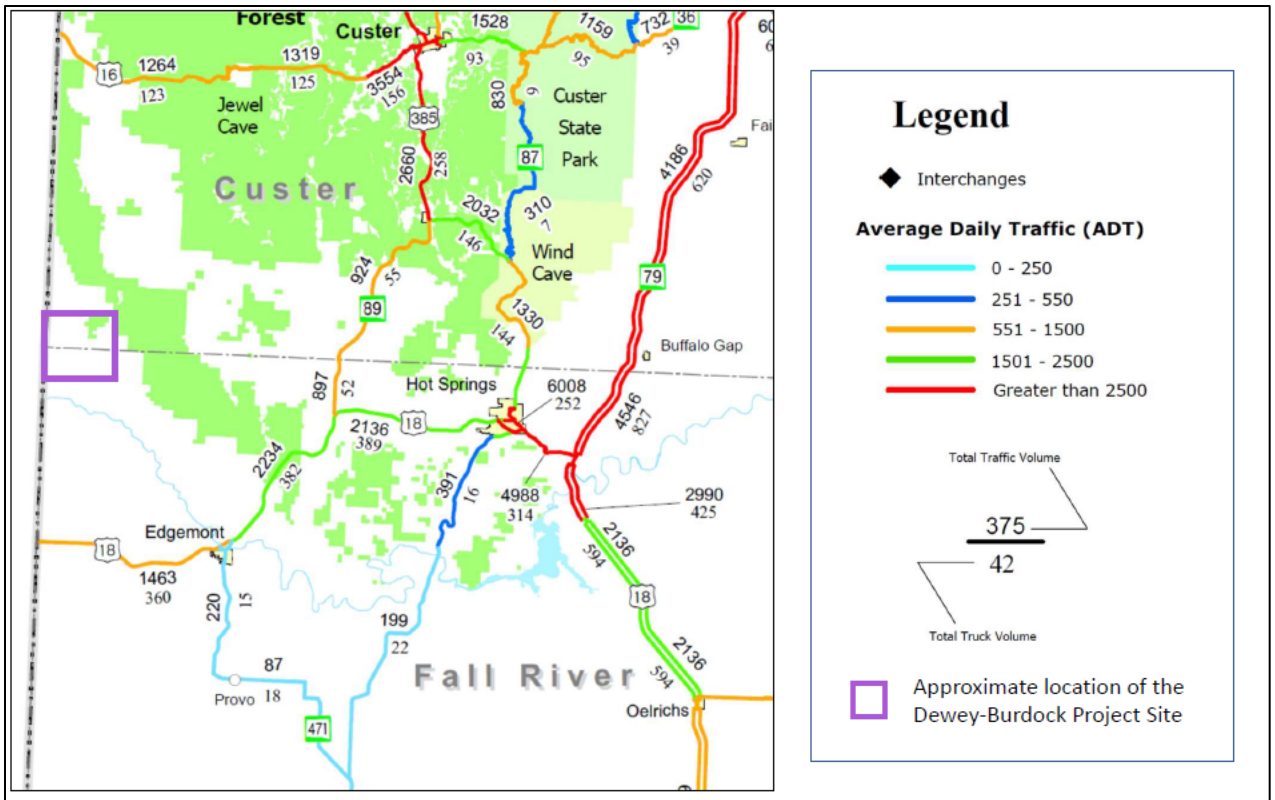 Forest
Custer
1528
93
1159
95
732
39
36
60
6
16
1264
123
1319
125
3554
156
Jewel
Cave
385
2660
258
830
9
Custer
State
Park
87
310
7
Fai
4186
620
Custer
2032
146
Wind
Cave
924
55
89
1330
144
79
Buffalo Gap
897
52
Hot Springs
6008
252
4546
827
2136
389
18
2234
382
391
16
4988
314
2990
425
Edgemont
18
1463
360
220
15
2136
594
18
199
22
87
18
Provo
471
Fall River
2136
594
Oelrichs
Legend
Interchanges
Average Daily Traffic (ADT)
0 - 250
251 - 550
551 - 1500
1501 - 2500
Greater than 2500
Total Traffic Volume
375
42
Total Truck Volume
Approximate location of the
Dewey-Burdock Project Site